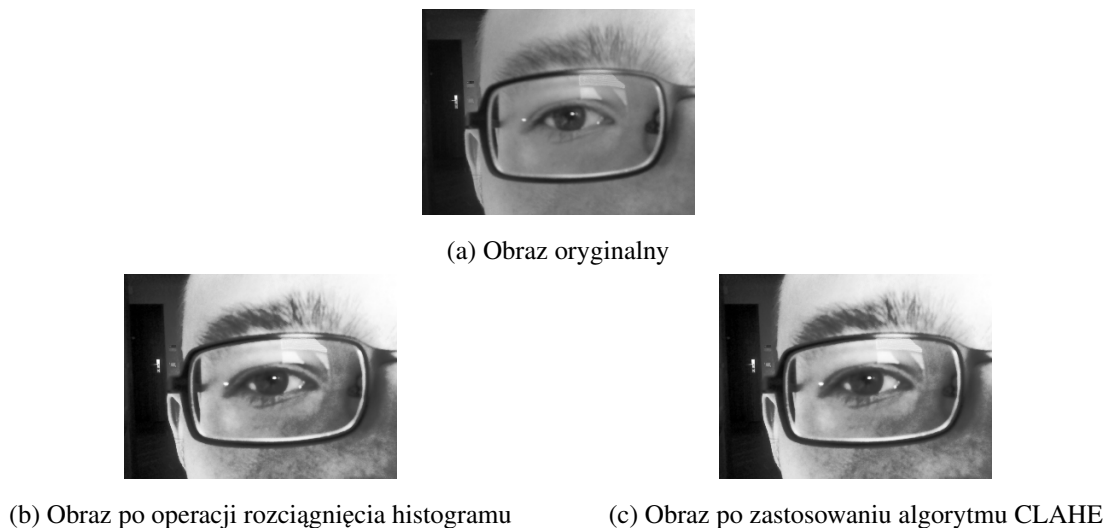 (a) Obraz oryginalny
(b) Obraz po operacji rozciągnięcia histogramu
(c) Obraz po zastosowaniu algorytmu CLAHE